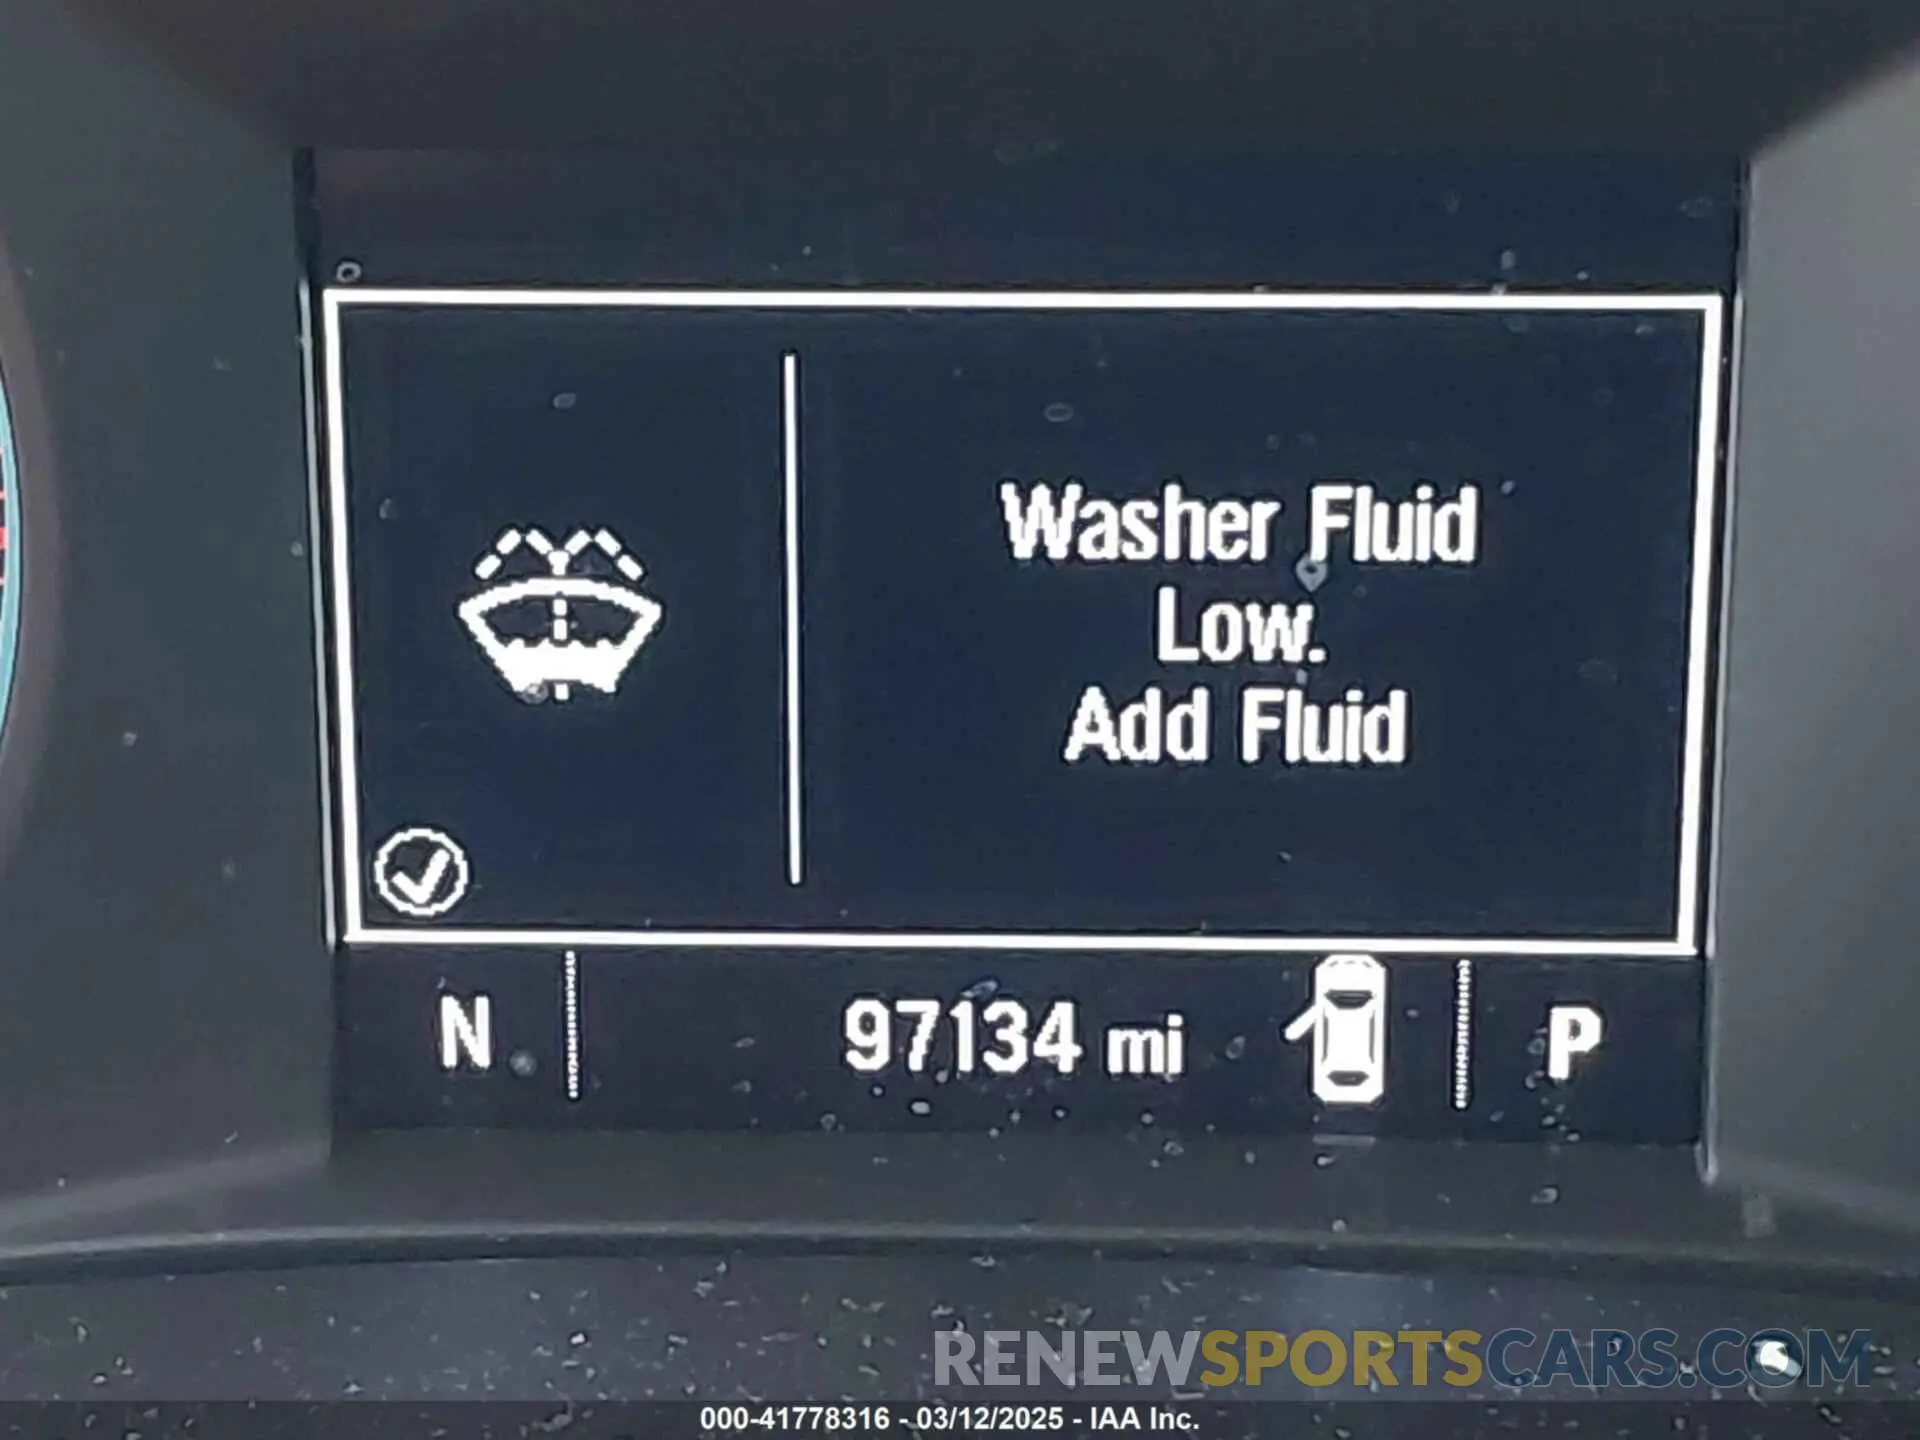 Washer Fluid
Low.
Add Fluid
N 97134 mi P
RENEWSPORTSCARS.COM
000-41778316 - 03/12/2025 - IAA Inc.